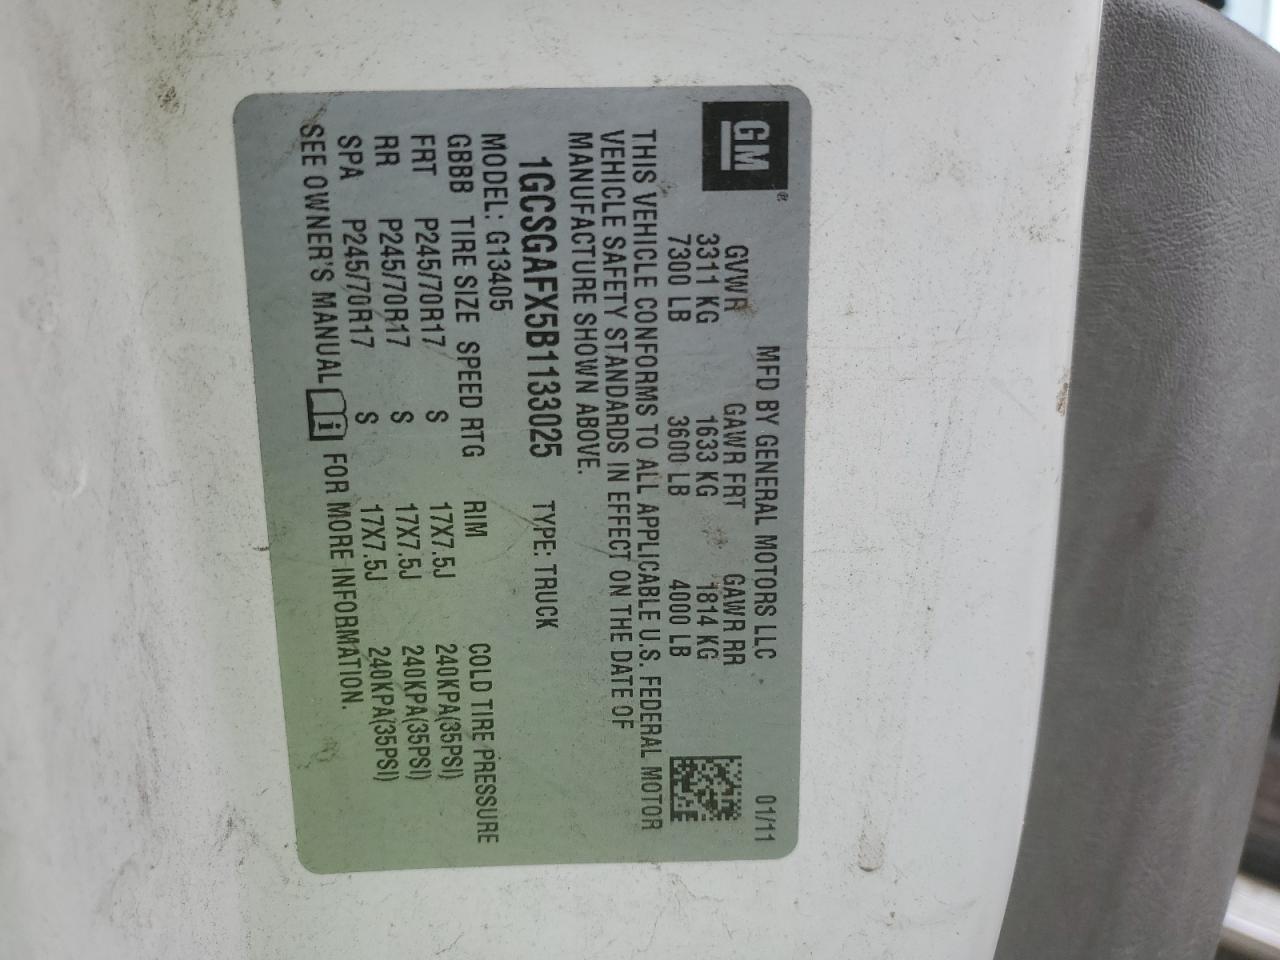 GM®
MFD BY GENERAL MOTORS LLC 01/11
GVWR GAWR FRT GAWR RR
3311 KG 1633 KG 1814 KG
7300 LB 3600 LB 4000 LB
THIS VEHICLE CONFORMS TO ALL APPLICABLE U.S. FEDERAL MOTOR
VEHICLE SAFETY STANDARDS IN EFFECT ON THE DATE OF
MANUFACTURE SHOWN ABOVE.
1GCSGAFX5B1133025 TYPE: TRUCK
MODEL: G13405
GBBB TIRE SIZE SPEED RTG RIM COLD TIRE PRESSURE
FRT P245/70R17 S 17X7.5J 240KPA(35PSI)
RR P245/70R17 S 17X7.5J 240KPA(35PSI)
SPA P245/70R17 S 17X7.5J 240KPA(35PSI)
SEE OWNER'S MANUAL i FOR MORE INFORMATION.